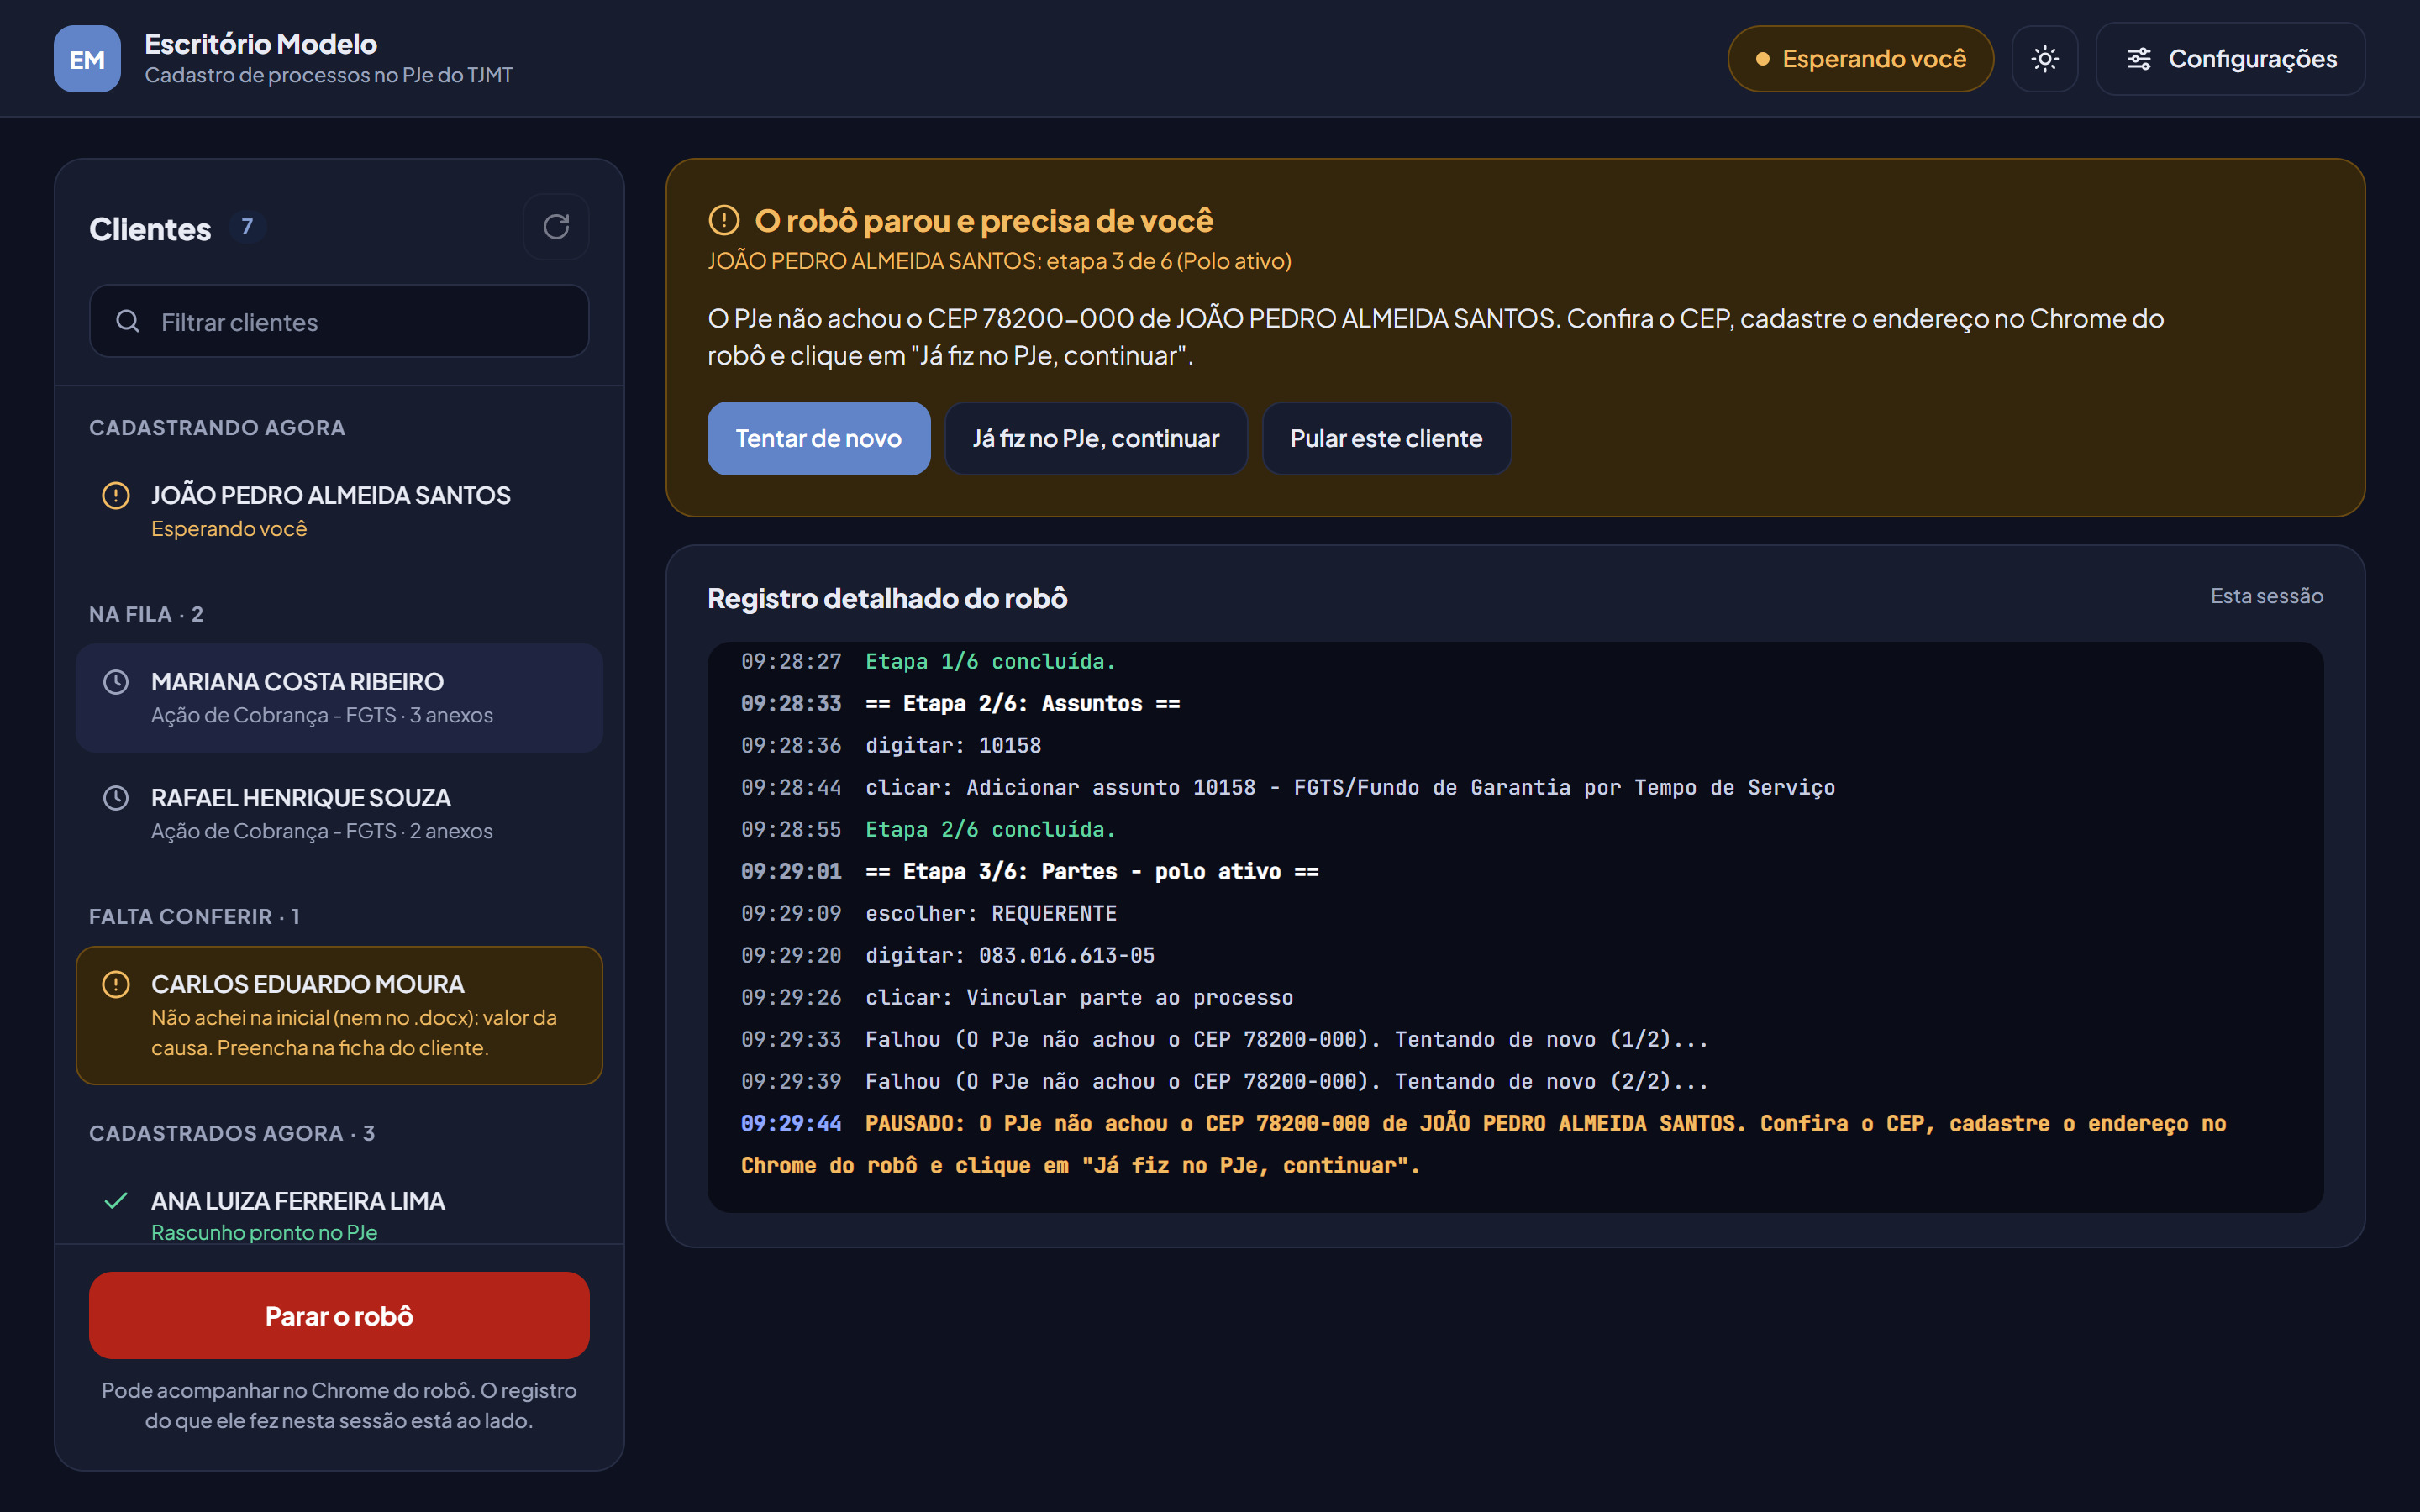 EM
Escritório Modelo
Cadastro de processos no PJe do TJMT
Esperando você
Configurações
Clientes 7
Filtrar clientes
CADASTRANDO AGORA
JOÃO PEDRO ALMEIDA SANTOS
Esperando você
NA FILA · 2
MARIANA COSTA RIBEIRO
Ação de Cobrança - FGTS · 3 anexos
RAFAEL HENRIQUE SOUZA
Ação de Cobrança - FGTS · 2 anexos
FALTA CONFERIR · 1
CARLOS EDUARDO MOURA
Não achei na inicial (nem no .docx): valor da
causa. Preencha na ficha do cliente.
CADASTRADOS AGORA · 3
ANA LUIZA FERREIRA LIMA
Rascunho pronto no PJe
Parar o robô
Pode acompanhar no Chrome do robô. O registro
do que ele fez nesta sessão está ao lado.
O robô parou e precisa de você
JOÃO PEDRO ALMEIDA SANTOS: etapa 3 de 6 (Polo ativo)
O PJe não achou o CEP 78200-000 de JOÃO PEDRO ALMEIDA SANTOS. Confira o CEP, cadastre o endereço no Chrome do
robô e clique em "Já fiz no PJe, continuar".
Tentar de novo
Já fiz no PJe, continuar
Pular este cliente
Registro detalhado do robô
Esta sessão
09:28:27 Etapa 1/6 concluída.
09:28:33 == Etapa 2/6: Assuntos ==
09:28:36 digitar: 10158
09:28:44 clicar: Adicionar assunto 10158 - FGTS/Fundo de Garantia por Tempo de Serviço
09:28:55 Etapa 2/6 concluída.
09:29:01 == Etapa 3/6: Partes - polo ativo ==
09:29:09 escolher: REQUERENTE
09:29:20 digitar: 083.016.613-05
09:29:26 clicar: Vincular parte ao processo
09:29:33 Falhou (O PJe não achou o CEP 78200-000). Tentando de novo (1/2)...
09:29:39 Falhou (O PJe não achou o CEP 78200-000). Tentando de novo (2/2)...
09:29:44 PAUSADO: O PJe não achou o CEP 78200-000 de JOÃO PEDRO ALMEIDA SANTOS. Confira o CEP, cadastre o endereço no
Chrome do robô e clique em "Já fiz no PJe, continuar".